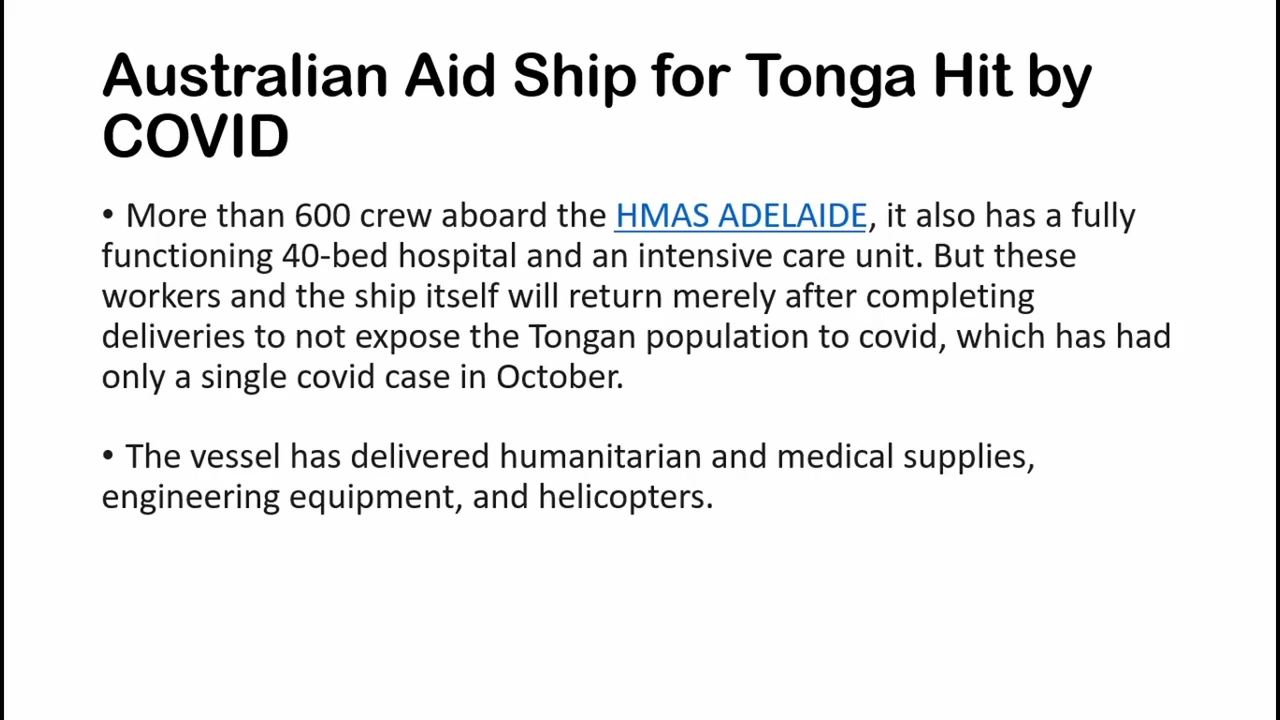 Australian Aid Ship for Tonga Hit by
COVID
• More than 600 crew aboard the HMAS ADELAIDE, it also has a fully
functioning 40-bed hospital and an intensive care unit. But these
workers and the ship itself will return merely after completing
deliveries to not expose the Tongan population to covid, which has had
only a single covid case in October.
• The vessel has delivered humanitarian and medical supplies,
engineering equipment, and helicopters.